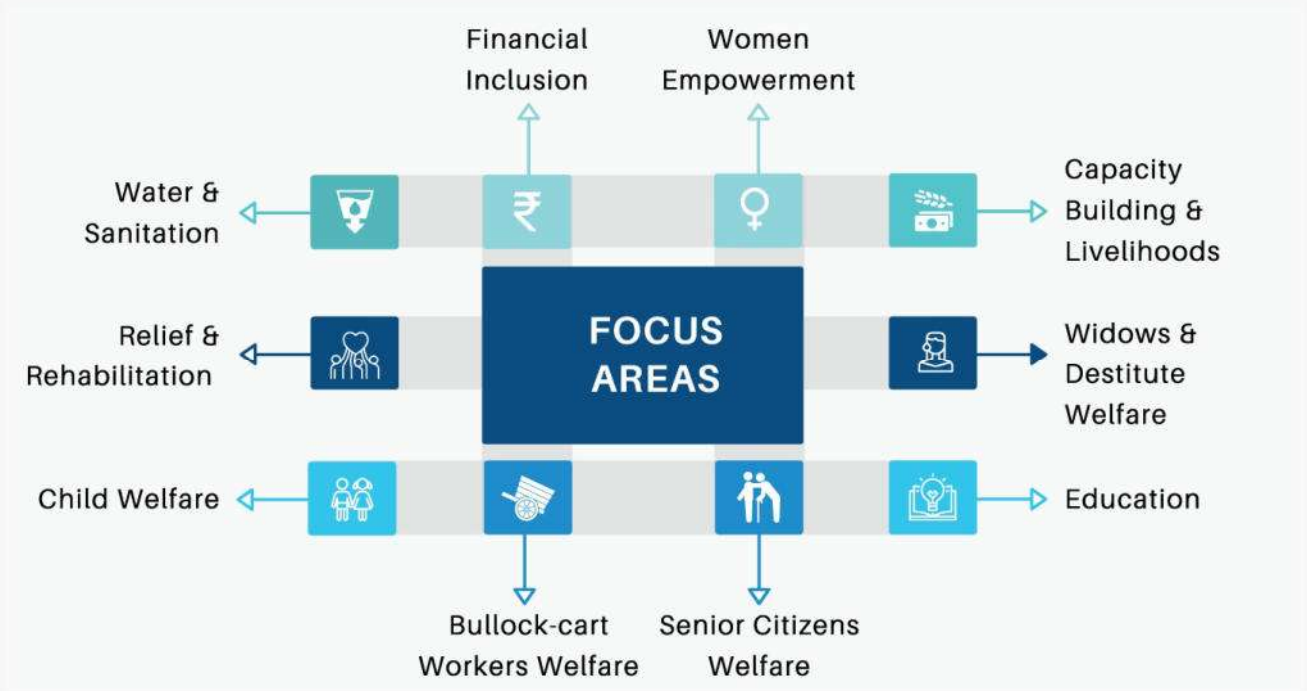 Financial
Inclusion
Women
Empowerment
Water &
Sanitation
₹
Capacity
Building &
Livelihoods
Relief &
Rehabilitation
FOCUS
AREAS
Widows &
Destitute
Welfare
Child Welfare
Education
Bullock-cart
Workers Welfare
Senior Citizens
Welfare